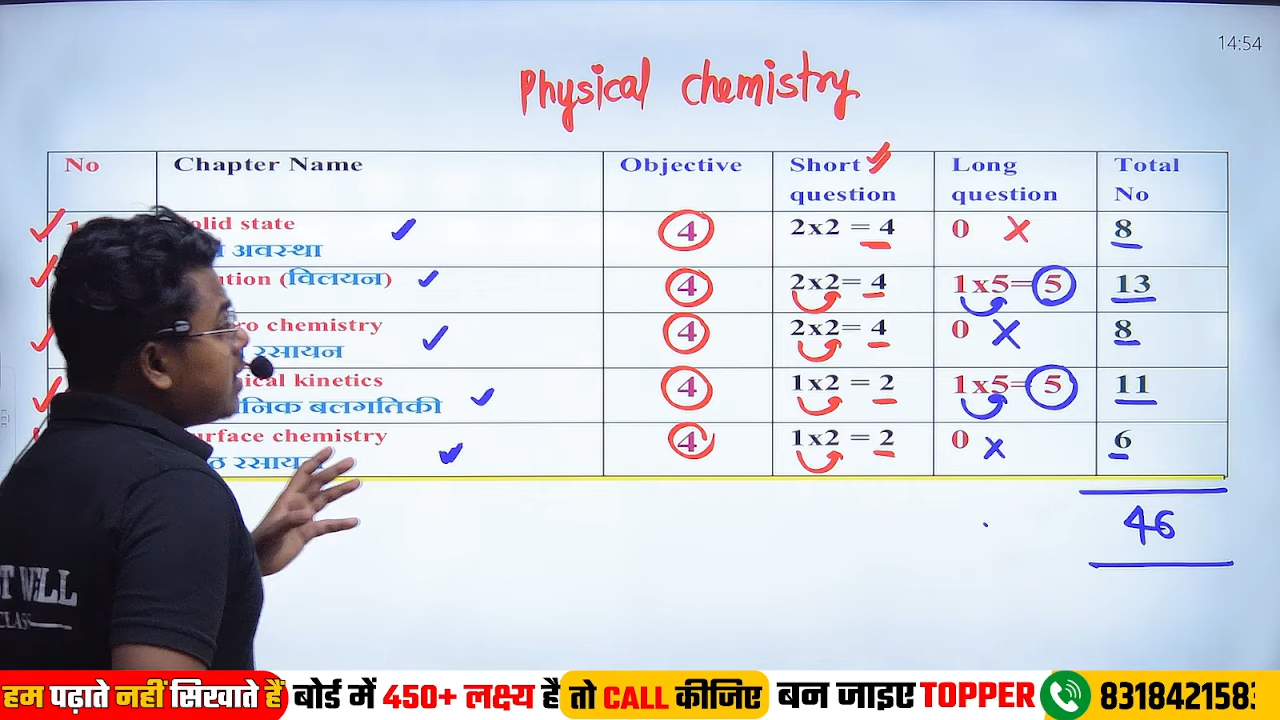 14:54
Physical chemistry
No Chapter Name Objective Short question Long question Total No
olid state 4 2x2 = 4 0 X 8
अवस्था
ution (विलयन) 4 2x2= 4 1x5= 5 13
ro chemistry 4 2x2= 4 0 X 8
रसायन
ical kinetics 4 1x2 = 2 1x5= 5 11
निक बलगतिकी
urface chemistry 4 1x2 = 2 0 x 6
ठ रसायन
46
T WELL
CLASS
हम पढ़ाते नहीं सिखाते हैं बोर्ड में 450+ लक्ष्य है तो CALL कीजिए बन जाइए TOPPER 831842158